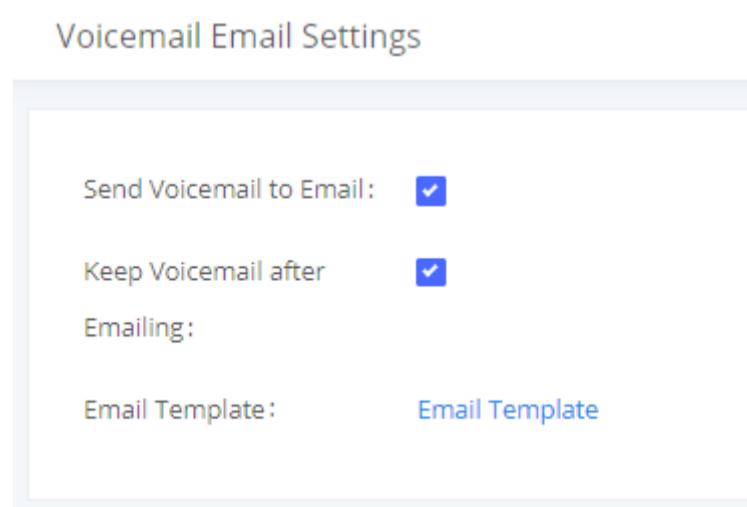 Voicemail Email Settings
Send Voicemail to Email:
Keep Voicemail after
Emailing:
Email Template: Email Template